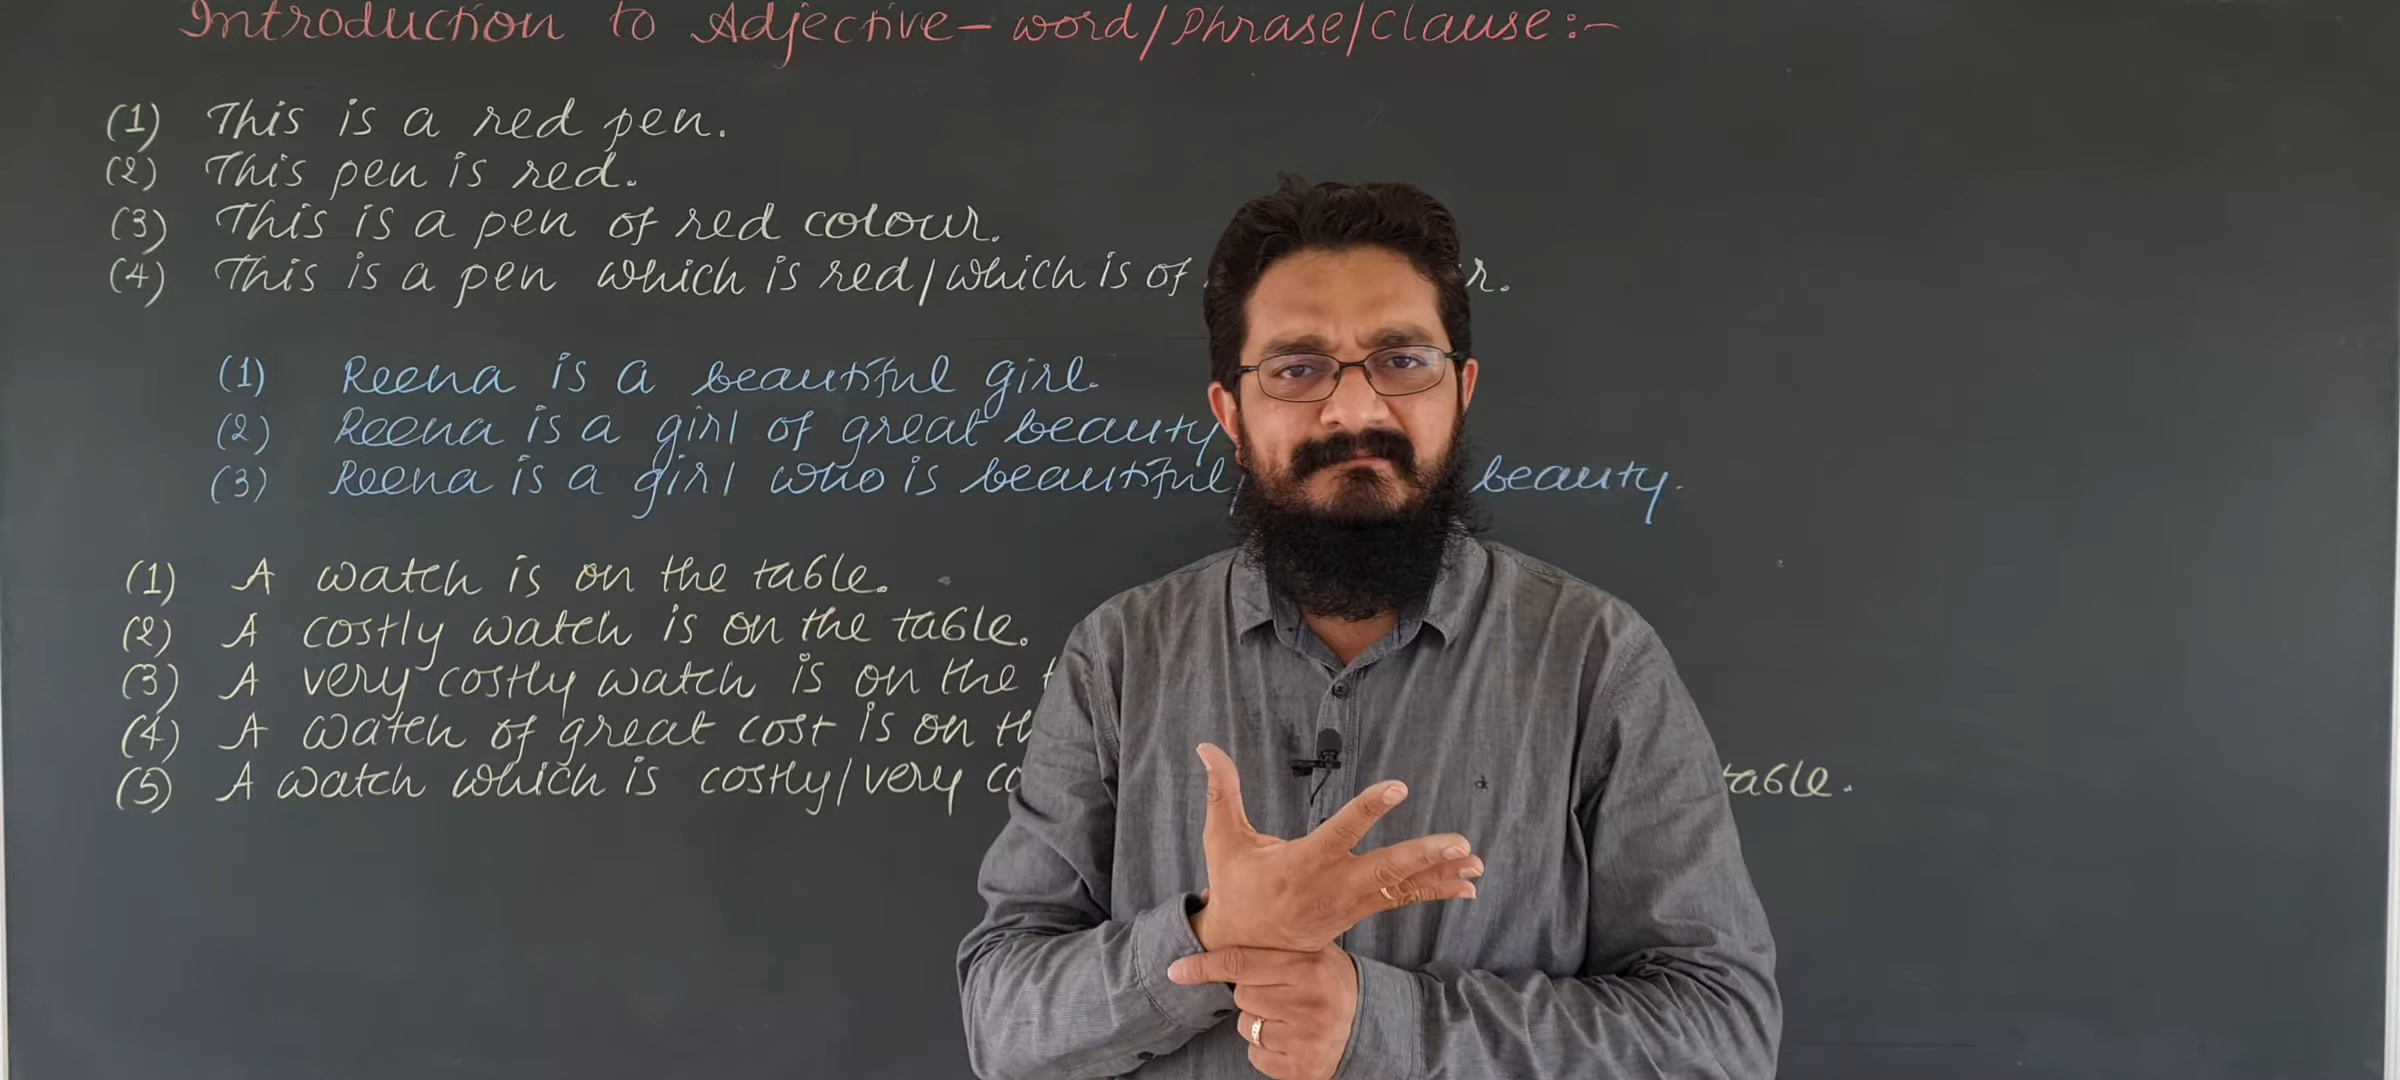 Introduction to Adjective - word/Phrase/Clause:-
(1) This is a red pen.
(2) This pen is red.
(3) This is a pen of red colour.
(4) This is a pen which is red/which is of r.
(1) Reena is a beautiful girl.
(2) Reena is a girl of great beauty
(3) Reena is a girl who is beautiful/ beauty.
(1) A watch is on the table.
(2) A costly watch is on the table.
(3) A very costly watch is on the
(4) A watch of great cost is on th
(5) A watch which is costly/very co table.
dk